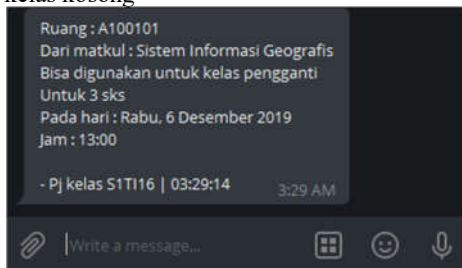 kelas kosong
Ruang : A100101
Dari matkul : Sistem Informasi Geografis
Bisa digunakan untuk kelas pengganti
Untuk 3 sks
Pada hari : Rabu, 6 Desember 2019
Jam : 13:00
- Pj kelas S1TI16 | 03:29:14
3:29 AM
Write a message...